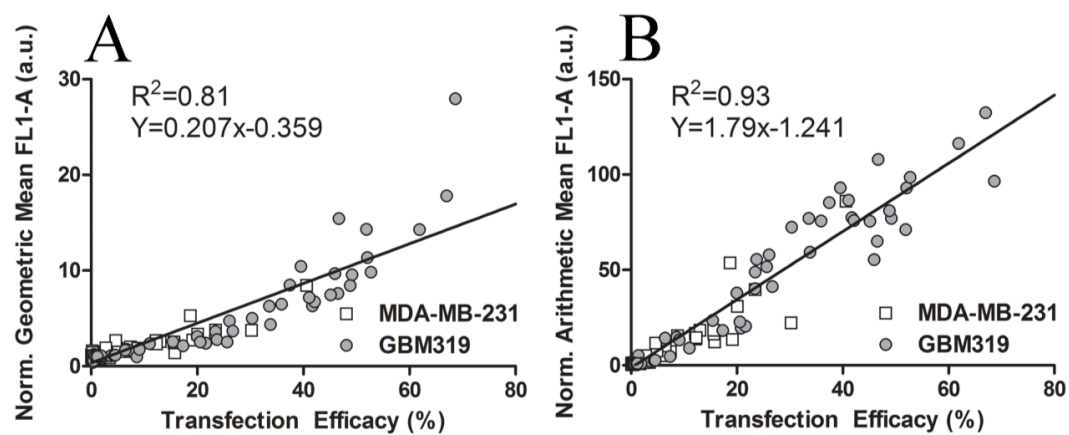 A
Norm. Geometric Mean FL1-A (a.u.)
30
20
10
0
R²=0.81
Y=0.207x-0.359
MDA-MB-231
GBM319
0 20 40 60 80
Transfection Efficacy (%)
B
Norm. Arithmetic Mean FL1-A (a.u.)
150
100
50
0
R²=0.93
Y=1.79x-1.241
MDA-MB-231
GBM319
0 20 40 60 80
Transfection Efficacy (%)